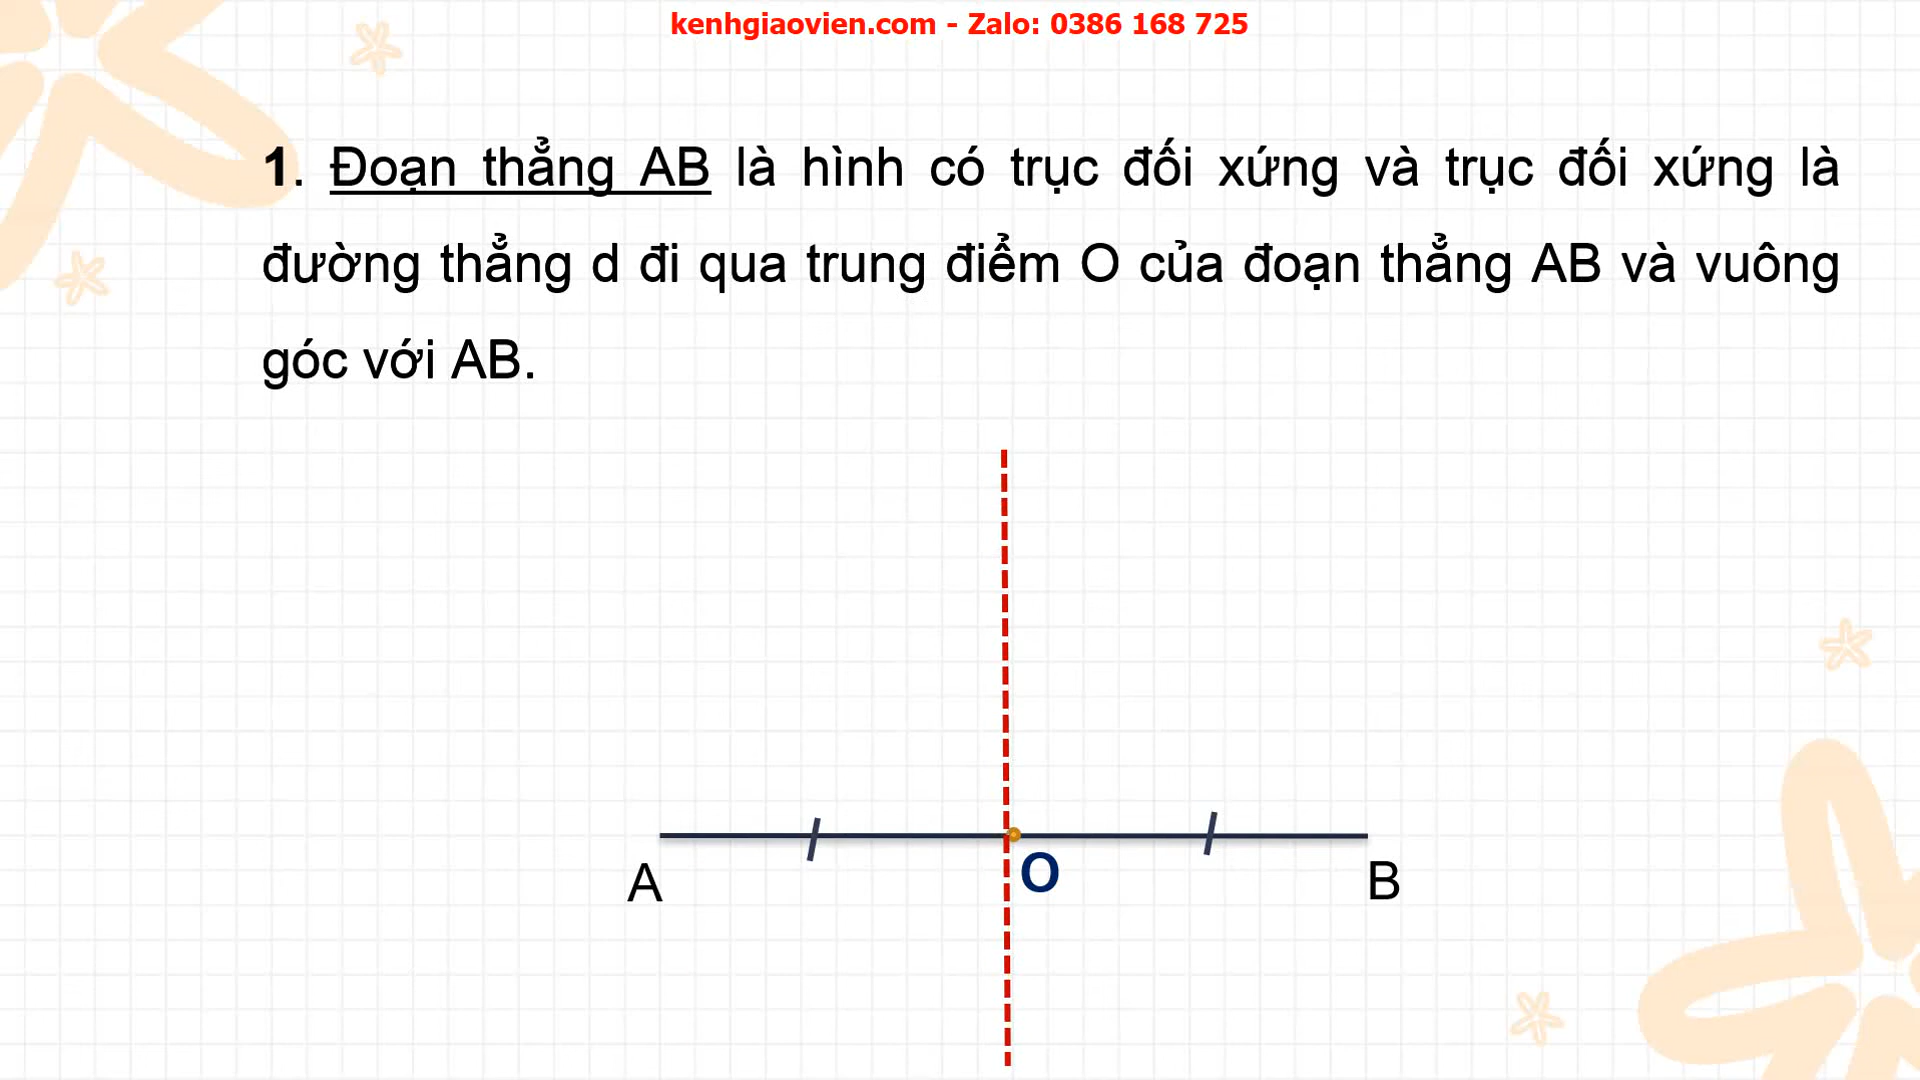 kenhgiaovien.com - Zalo: 0386 168 725
1. Đoạn thẳng AB là hình có trục đối xứng và trục đối xứng là
đường thẳng d đi qua trung điểm O của đoạn thẳng AB và vuông
góc với AB.
A
O
B